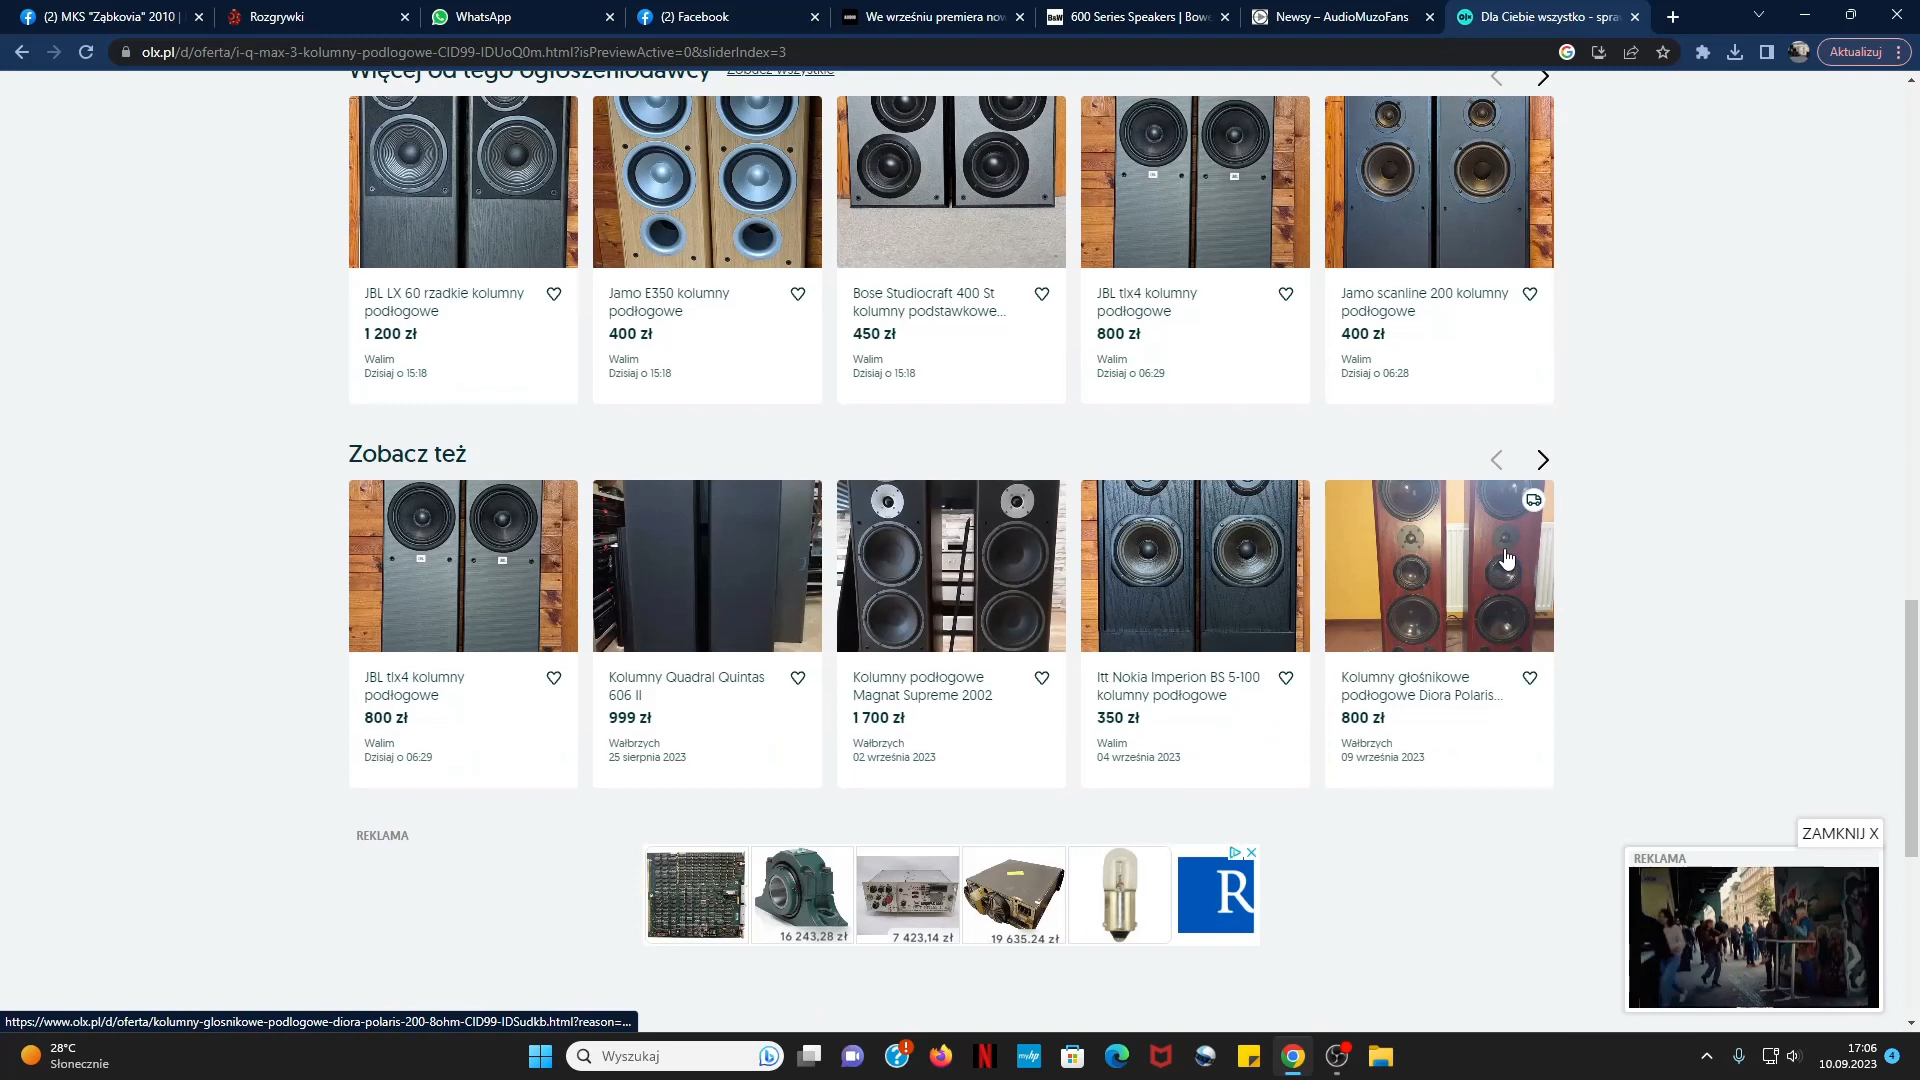 (2) MKS "Ząbkovia" 2010 |
Rozgrywki
WhatsApp
(2) Facebook
We wrześniu premiera now
600 Series Speakers | Bowe
Newsy – AudioMuzoFans
Dla Ciebie wszystko - spra
olx.pl/d/oferta/i-q-max-3-kolumny-podlogowe-CID99-IDUoQ0m.html?isPreviewActive=0&sliderIndex=3
Aktualizuj
Więcej od tego ogłoszeniodawcy Zobacz wszystkie
JBL LX 60 rzadkie kolumny
podłogowe
1 200 zł
Walim
Dzisiaj o 15:18
Jamo E350 kolumny
podłogowe
400 zł
Walim
Dzisiaj o 15:18
Bose Studiocraft 400 St
kolumny podstawkowe...
450 zł
Walim
Dzisiaj o 15:18
JBL tlx4 kolumny
podłogowe
800 zł
Walim
Dzisiaj o 06:29
Jamo scanline 200 kolumny
podłogowe
400 zł
Walim
Dzisiaj o 06:28
Zobacz też
JBL tlx4 kolumny
podłogowe
800 zł
Walim
Dzisiaj o 06:29
Kolumny Quadral Quintas
606 II
999 zł
Wałbrzych
25 sierpnia 2023
Kolumny podłogowe
Magnat Supreme 2002
1 700 zł
Wałbrzych
02 września 2023
Itt Nokia Imperion BS 5-100
kolumny podłogowe
350 zł
Walim
04 września 2023
Kolumny głośnikowe
podłogowe Diora Polaris...
800 zł
Wałbrzych
09 września 2023
REKLAMA
16 243,28 zł
7 423,14 zł
19 635,24 zł
R
ZAMKNIJ X
REKLAMA
https://www.olx.pl/d/oferta/kolumny-glosnikowe-podlogowe-diora-polaris-200-8ohm-CID99-IDSudkb.html?reason=...
28°C
Słonecznie
Wyszukaj
17:06
10.09.2023
4